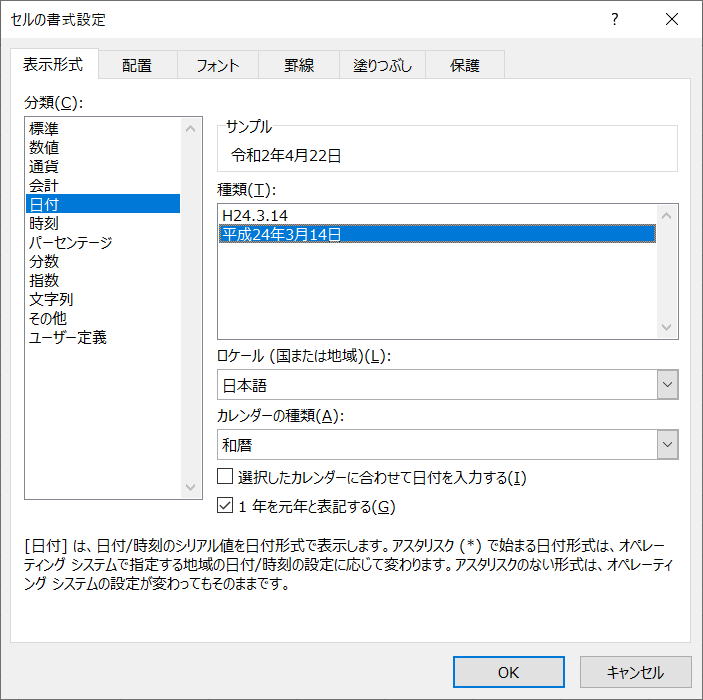 セルの書式設定
?
表示形式
配置
フォント
罫線
塗りつぶし
保護
分類(C):
標準
数値
通貨
会計
日付
時刻
パーセンテージ
分数
指数
文字列
その他
ユーザー定義
サンプル
令和2年4月22日
種類(T):
H24.3.14
平成24年3月14日
ロケール (国または地域)(L):
日本語
カレンダーの種類(A):
和暦
選択したカレンダーに合わせて日付を入力する(I)
1 年を元年と表記する(G)
[日付] は、日付/時刻のシリアル値を日付形式で表示します。アスタリスク (*) で始まる日付形式は、オペレー
ティング システムで指定する地域の日付/時刻の設定に応じて変わります。アスタリスクのない形式は、オペレーティ
ング システムの設定が変わってもそのままです。
OK
キャンセル